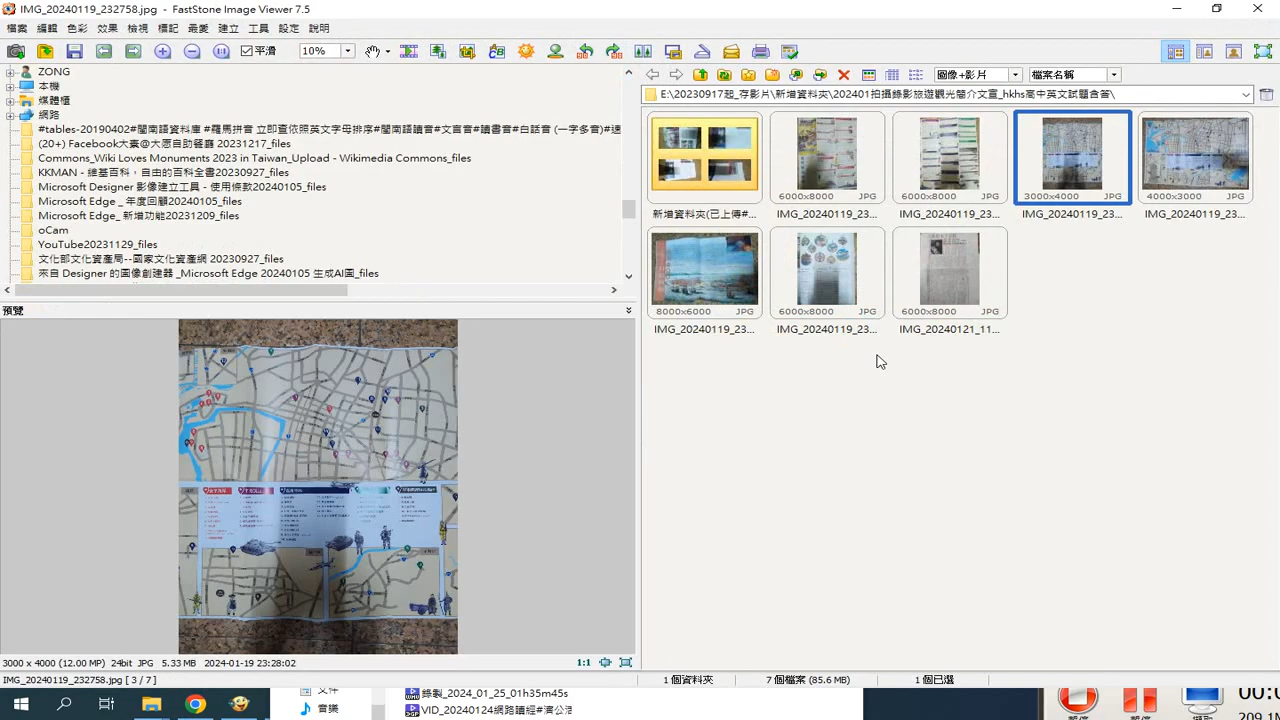 IMG_20240119_232758.jpg  -  FastStone Image Viewer 7.5
檔案 編輯 色彩 效果 檢視 標記 最愛 建立 工具 設定 說明
平滑 10%
ZONG
本機
媒體櫃
網路
#tables-20190402#閩南語資料庫 #羅馬拼音 立即查依照英文字母排序#閩南語讀音#文言音#讀書音#白話音 (一字多音)#連
(20+) Facebook大橐@大愿自助餐廳 20231217_files
Commons_Wiki Loves Monuments 2023 in Taiwan_Upload - Wikimedia Commons_files
KKMAN - 維基百科，自由的百科全書20230927_files
Microsoft Designer 影像建立工具 - 使用條款20240105_files
Microsoft Edge_ 年度回顧20240105_files
Microsoft Edge_ 新增功能20231209_files
oCam
YouTube20231129_files
文化部文化資產局--國家文化資產網 20230927_files
來自 Designer 的圖像創建器 _Microsoft Edge 20240105 生成AI圖_files
圖像+影片 檔案名稱
E:\20230917起_存影片\新增資料夾\202401拍攝錄影旅遊觀光簡介文宣_hkhs高中英文試題含答\
6000x8000 JPG
6000x8000 JPG
3000x4000 JPG
4000x3000 JPG
新增資料夾(已上傳#...
IMG_20240119_23...
IMG_20240119_23...
IMG_20240119_23...
IMG_20240119_23...
8000x6000 JPG
6000x8000 JPG
6000x8000 JPG
IMG_20240119_23...
IMG_20240119_23...
IMG_20240121_11...
預覽
3000 x 4000 (12.00 MP) 24bit JPG 5.33 MB 2024-01-19 23:28:02
1:1
IMG_20240119_232758.jpg [ 3 / 7 ]
1 個資料夾
7 個檔案 (85.6 MB)
1 個已選
文件
音樂
錄製_2024_01_25_01h35m45s
VID_20240124網路讀經#濟公活